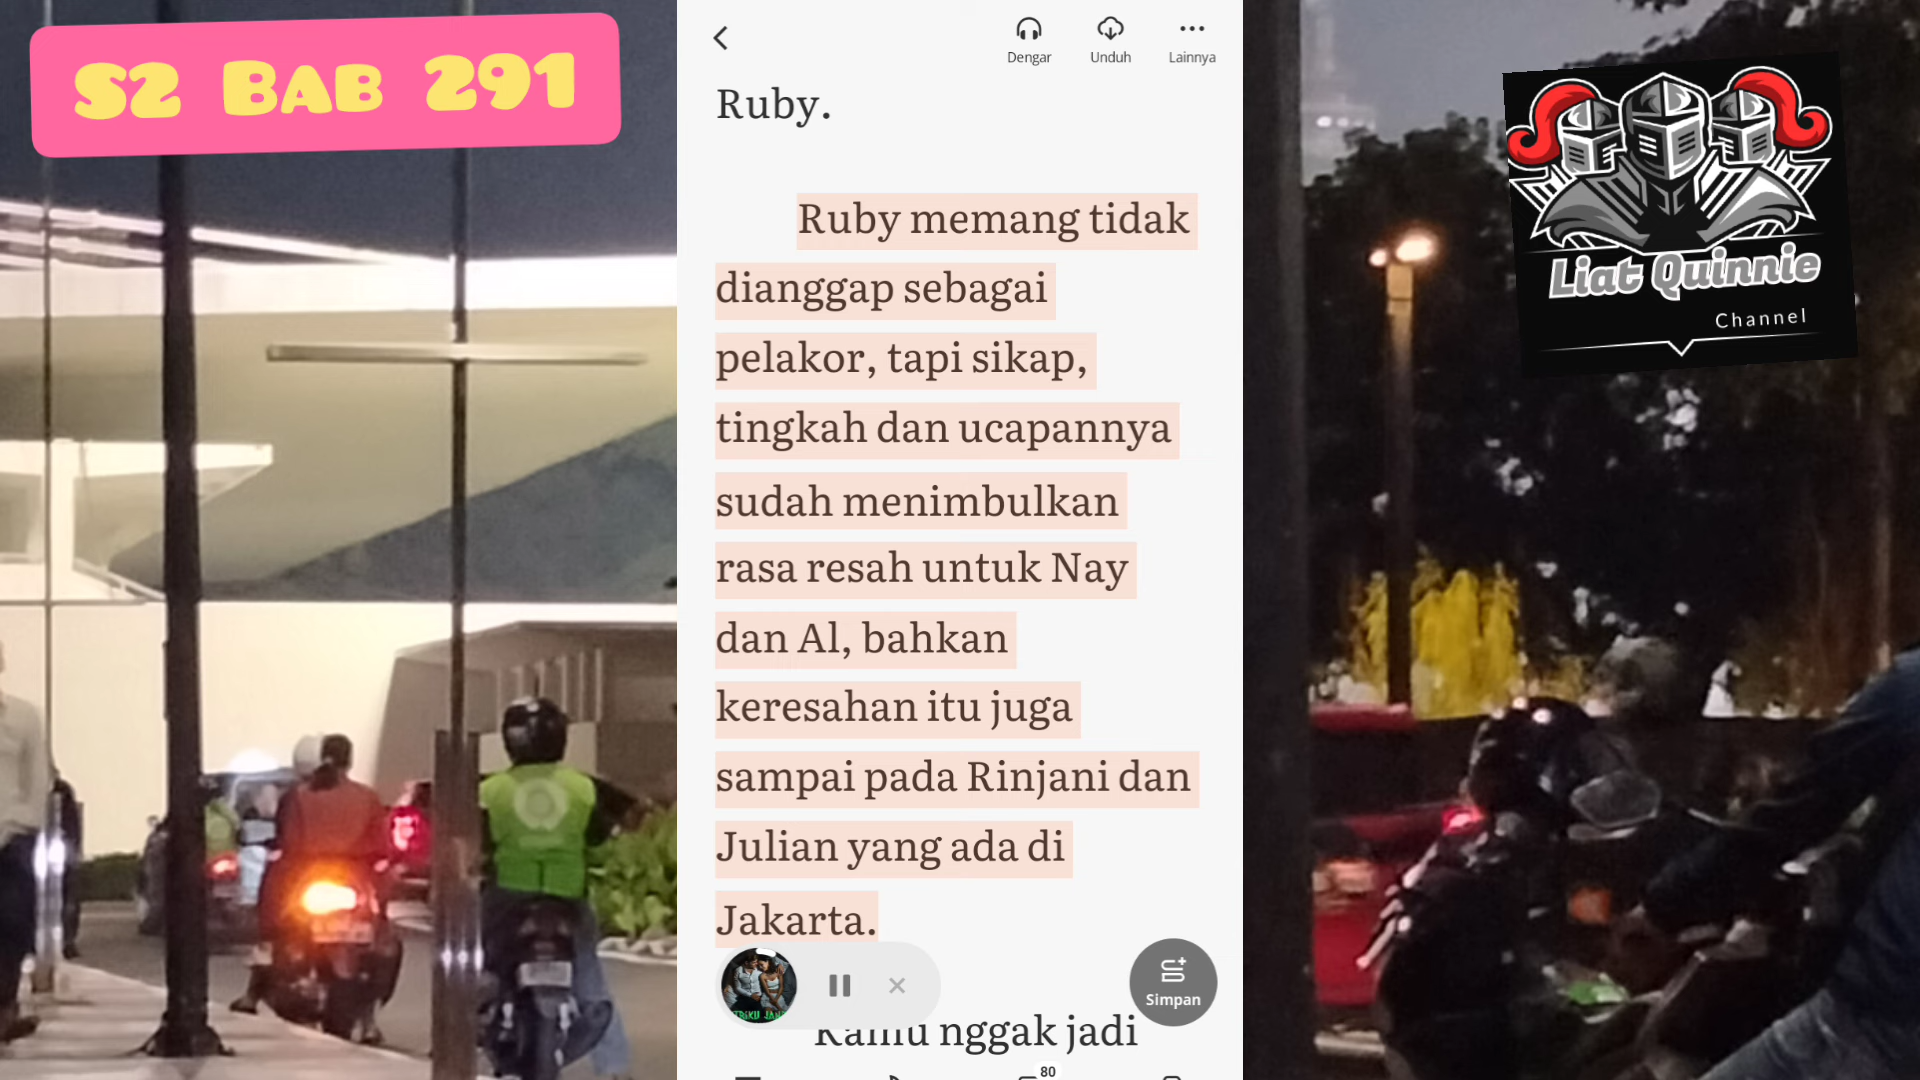 S2 BAB 291
Dengar
Unduh
Lainnya
Ruby.
Ruby memang tidak
dianggap sebagai
pelakor, tapi sikap,
tingkah dan ucapannya
sudah menimbulkan
rasa resah untuk Nay
dan Al, bahkan
keresahan itu juga
sampai pada Rinjani dan
Julian yang ada di
Jakarta.
Simpan
Kamu nggak jadi
80
Liat Quinnie
Channel